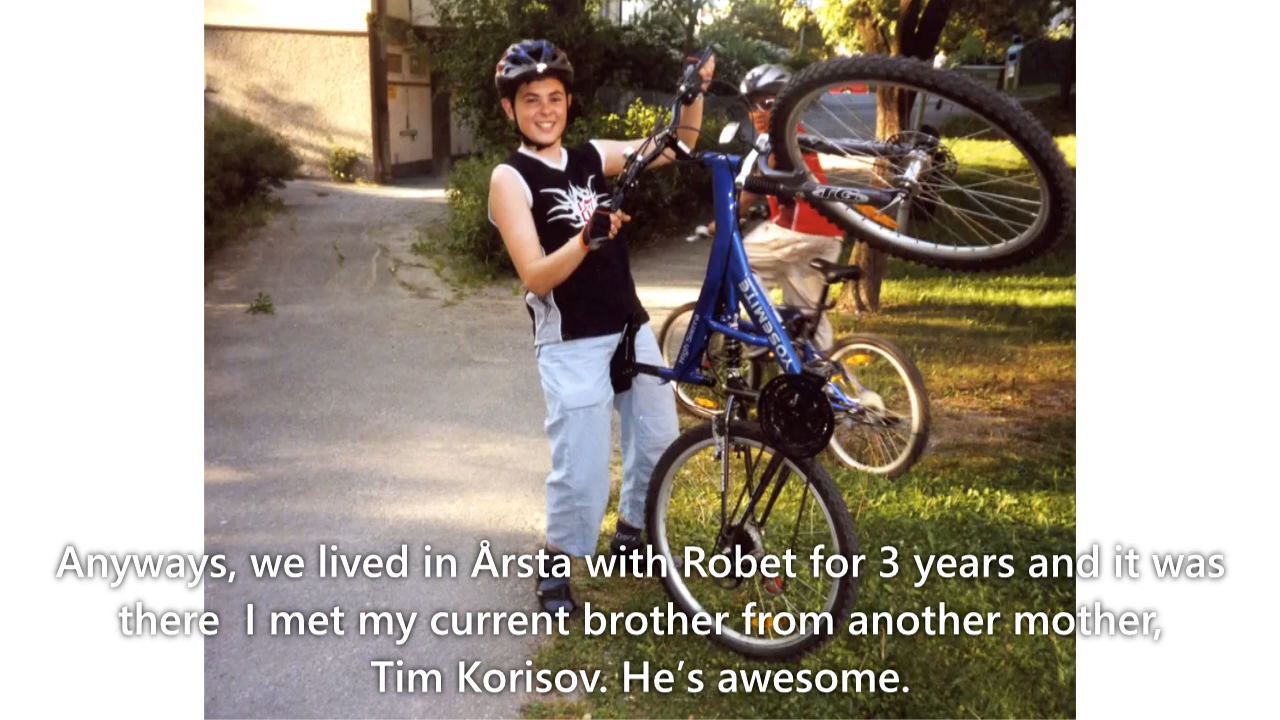 YOSEMITE
Anyways, we lived in Årsta with Robet for 3 years and it was
there  I met my current brother from another mother,
Tim Korisov. He’s awesome.